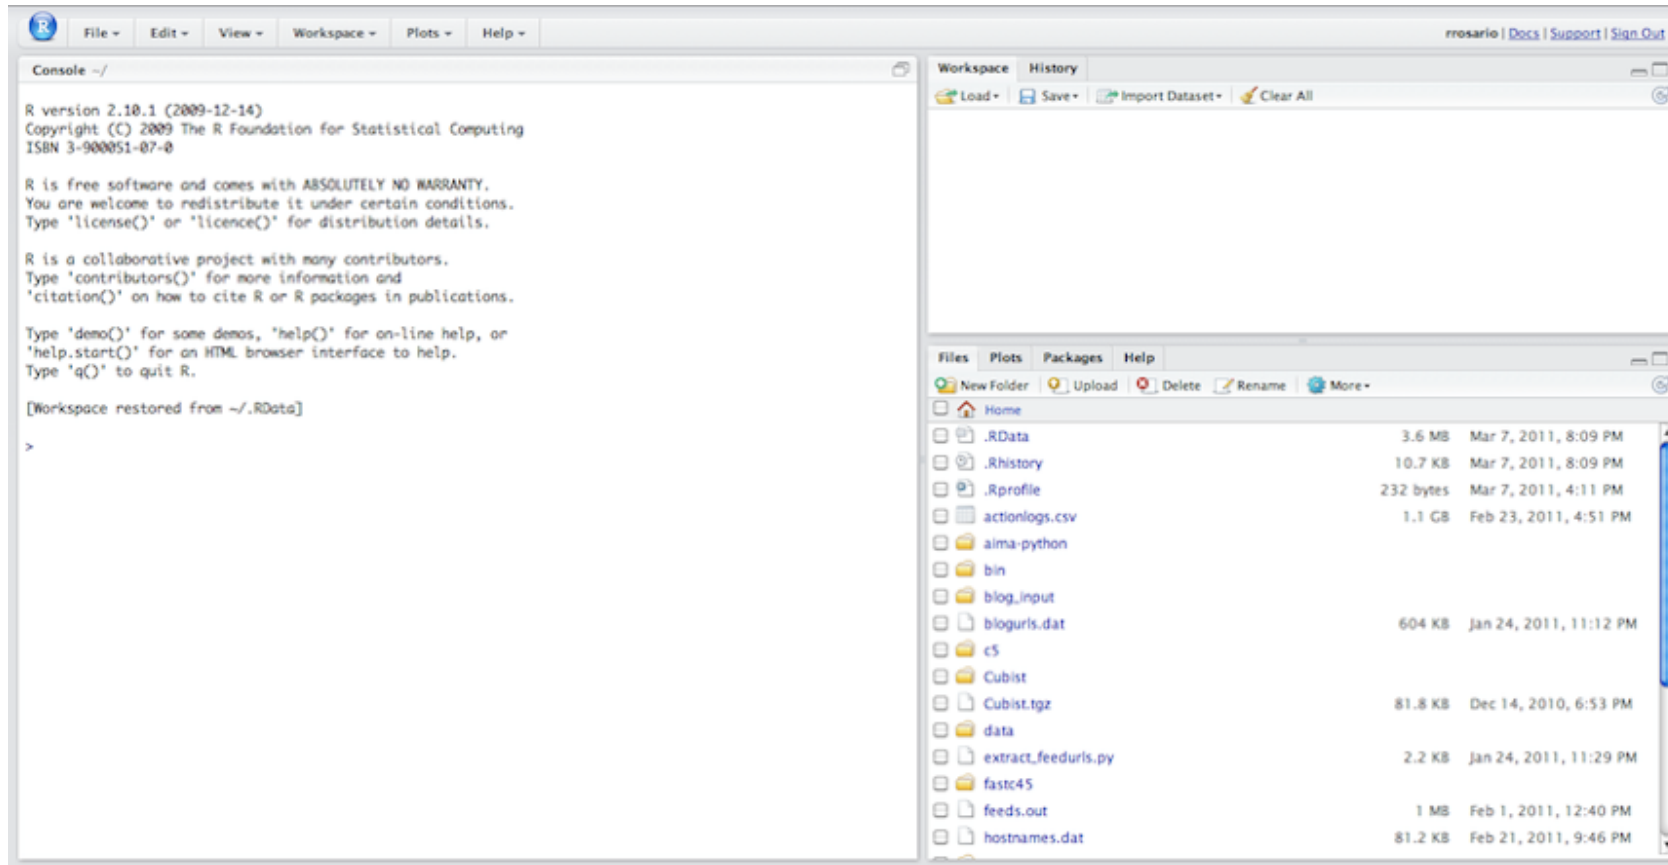 R File Edit View Workspace Plots Help rrosario | Docs | Support | Sign Out
Console ~/
R version 2.10.1 (2009-12-14)
Copyright (C) 2009 The R Foundation for Statistical Computing
ISBN 3-900051-07-0
R is free software and comes with ABSOLUTELY NO WARRANTY.
You are welcome to redistribute it under certain conditions.
Type 'license()' or 'licence()' for distribution details.
R is a collaborative project with many contributors.
Type 'contributors()' for more information and
'citation()' on how to cite R or R packages in publications.
Type 'demo()' for some demos, 'help()' for on-line help, or
'help.start()' for an HTML browser interface to help.
Type 'q()' to quit R.
[Workspace restored from ~/.RData]
>
Workspace History
Load Save Import Dataset Clear All
Files Plots Packages Help
New Folder Upload Delete Rename More
Home
.RData 3.6 MB Mar 7, 2011, 8:09 PM
.Rhistory 10.7 KB Mar 7, 2011, 8:09 PM
.Rprofile 232 bytes Mar 7, 2011, 4:11 PM
actionlogs.csv 1.1 GB Feb 23, 2011, 4:51 PM
aima-python
bin
blog_input
blogurls.dat 604 KB Jan 24, 2011, 11:12 PM
c5
Cubist
Cubist.tgz 81.8 KB Dec 14, 2010, 6:53 PM
data
extract_feedurls.py 2.2 KB Jan 24, 2011, 11:29 PM
fastc45
feeds.out 1 MB Feb 1, 2011, 12:40 PM
hostnames.dat 81.2 KB Feb 21, 2011, 9:46 PM